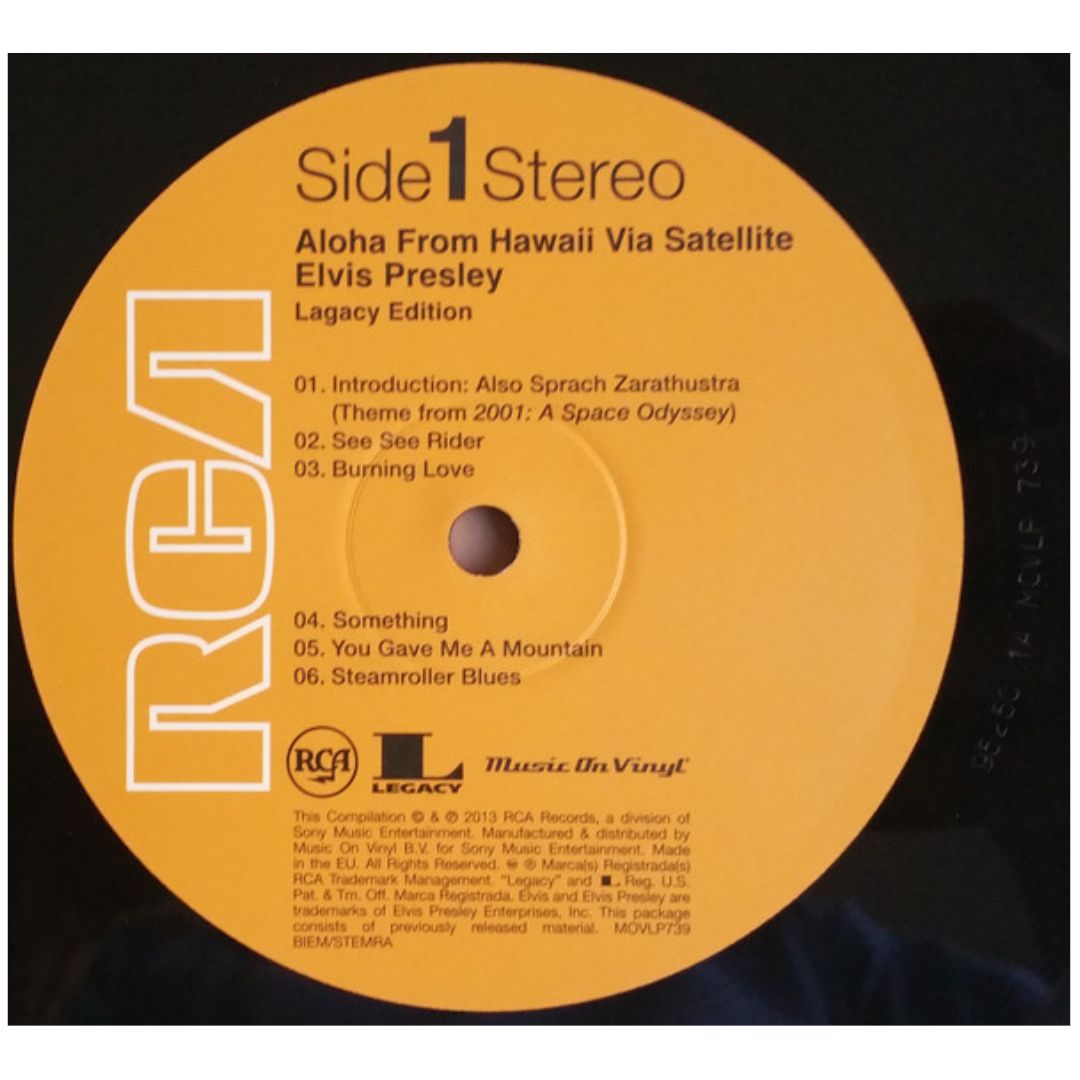 Side 1 Stereo
Aloha From Hawaii Via Satellite
Elvis Presley
Lagacy Edition
RCA
01. Introduction: Also Sprach Zarathustra
(Theme from 2001: A Space Odyssey)
02. See See Rider
03. Burning Love
04. Something
05. You Gave Me A Mountain
06. Steamroller Blues
RCA L LEGACY Music On Vinyl
This Compilation © & ℗ 2013 RCA Records, a division of
Sony Music Entertainment. Manufactured & distributed by
Music On Vinyl B.V. for Sony Music Entertainment. Made
in the EU. All Rights Reserved. ® Marca(s) Registrada(s)
RCA Trademark Management. "Legacy" and L Reg. U.S.
Pat. & Tm. Off. Marca Registrada. Elvis and Elvis Presley are
trademarks of Elvis Presley Enterprises, Inc. This package
consists of previously released material. MOVLP739
BIEM/STEMRA
1A MOVLP 739